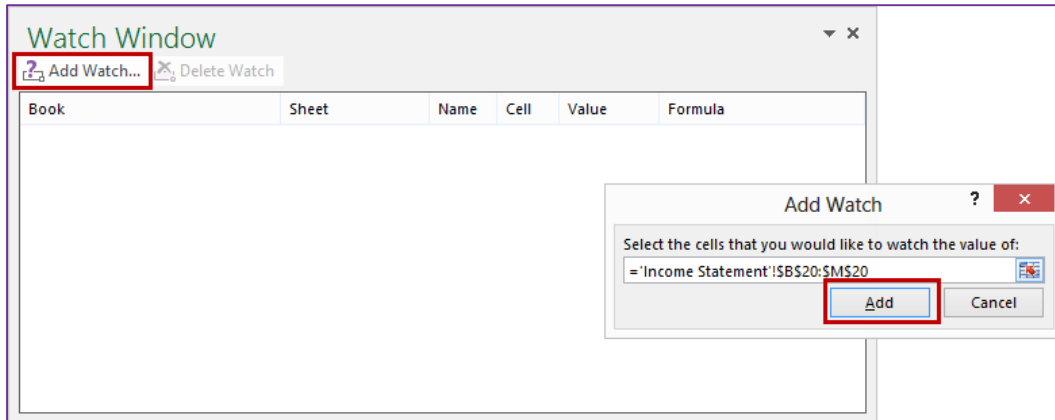 Watch Window
Add Watch... Delete Watch
Book Sheet Name Cell Value Formula
Add Watch ?
Select the cells that you would like to watch the value of:
='Income Statement'!$B$20:$M$20
Add Cancel